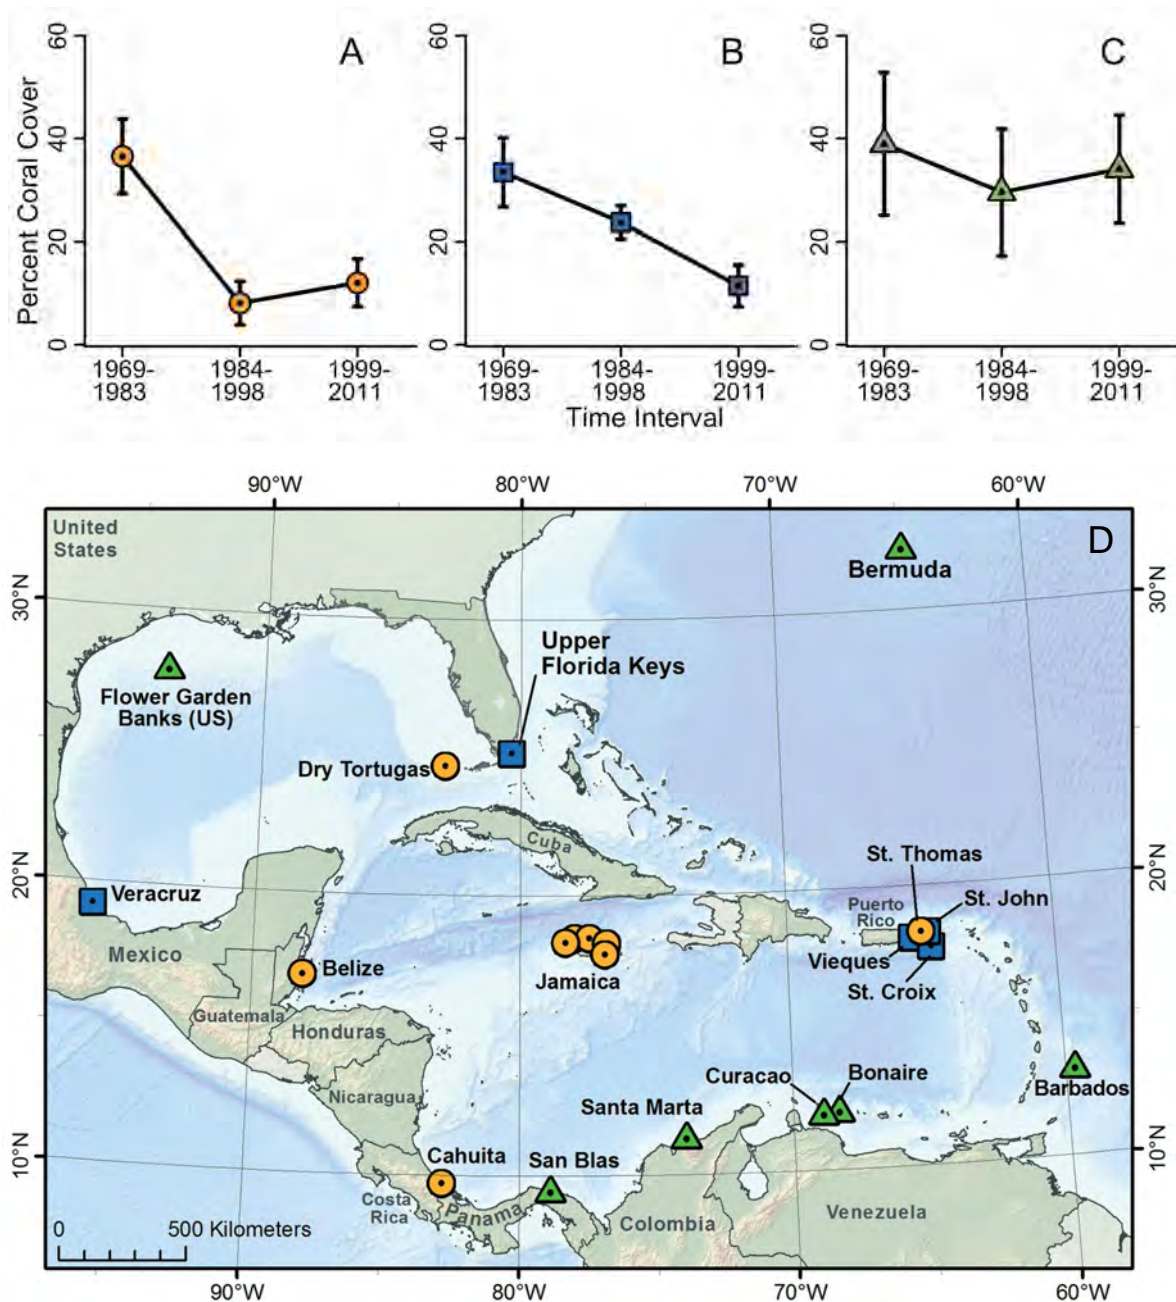 A
B
C
Percent Coral Cover
60
40
20
0
60
40
20
0
60
40
20
0
1969-
1983
1984-
1998
1999-
2011
1969-
1983
1984-
1998
1999-
2011
1969-
1983
1984-
1998
1999-
2011
Time Interval
90°W
80°W
70°W
60°W
United
States
D
Bermuda
30°N
30°N
Upper
Florida Keys
Flower Garden
Banks (US)
Dry Tortugas
Cuba
St. Thomas
20°N
20°N
Veracruz
St. John
Puerto
Rico
Mexico
Vieques
Belize
Jamaica
St. Croix
Guatemala
Honduras
Curacao
Bonaire
Barbados
Nicaragua
Santa Marta
10°N
10°N
Cahuita
San Blas
Costa
Rica
Panama
Colombia
Venezuela
0
500 Kilometers
90°W
80°W
70°W
60°W